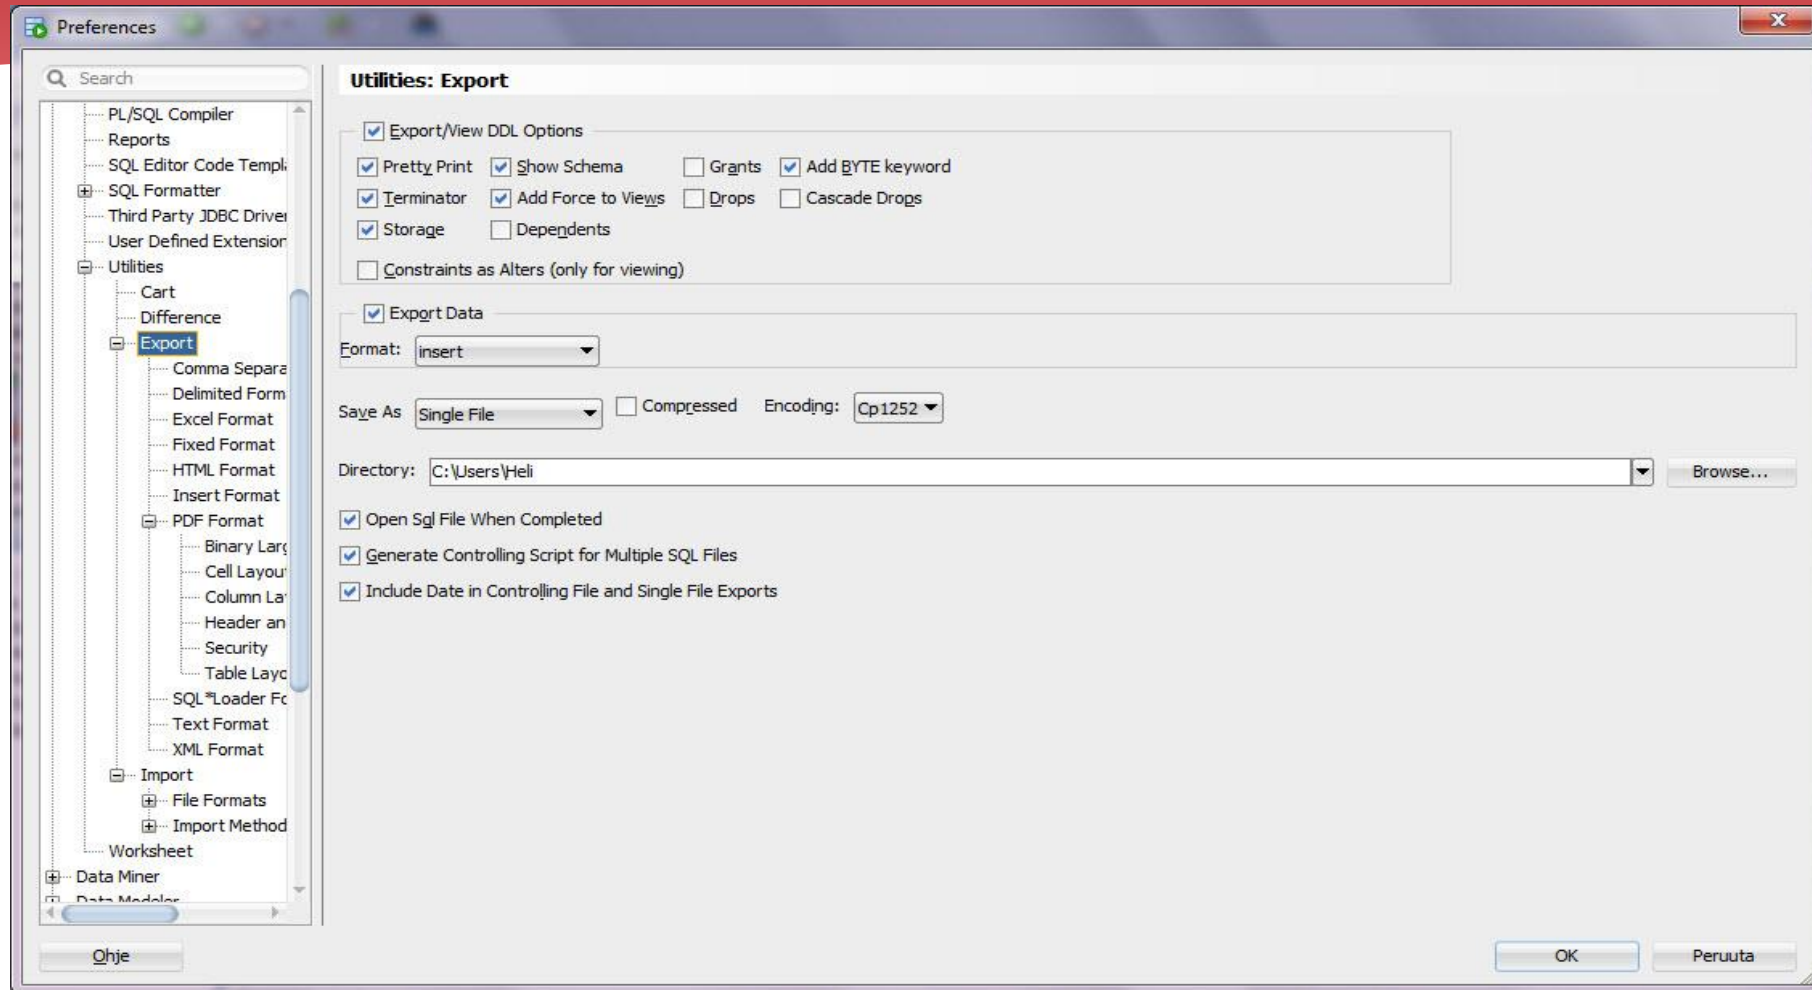 Preferences
Search
PL/SQL Compiler
Reports
SQL Editor Code Templ
SQL Formatter
Third Party JDBC Driver
User Defined Extension
Utilities
Cart
Difference
Export
Comma Separa
Delimited Form
Excel Format
Fixed Format
HTML Format
Insert Format
PDF Format
Binary Larg
Cell Layou
Column La
Header an
Security
Table Layo
SQL*Loader Fo
Text Format
XML Format
Import
File Formats
Import Method
Worksheet
Data Miner
Data Modeler
Utilities: Export
Export/View DDL Options
Pretty Print Show Schema Grants Add BYTE keyword
Terminator Add Force to Views Drops Cascade Drops
Storage Dependents
Constraints as Alters (only for viewing)
Export Data
Format: insert
Save As Single File Compressed Encoding: Cp1252
Directory: C:\Users\Heli Browse...
Open Sql File When Completed
Generate Controlling Script for Multiple SQL Files
Include Date in Controlling File and Single File Exports
Ohje OK Peruuta